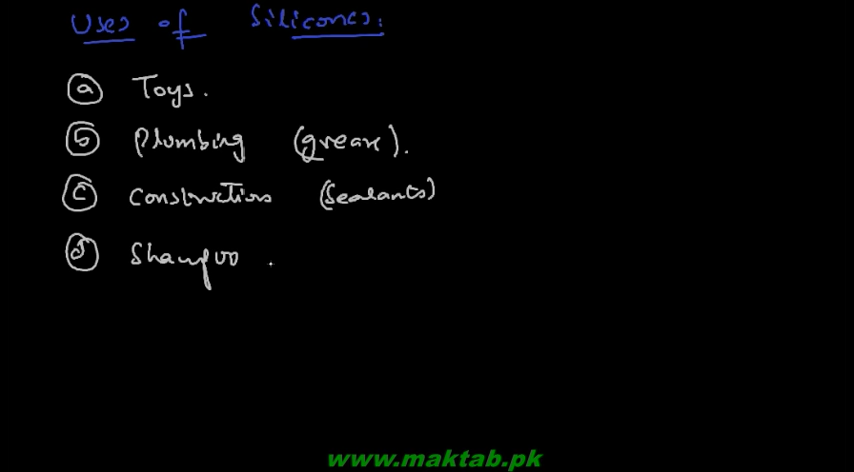 Uses of Silicones:
(a) Toys.
(b) Plumbing (grease).
(c) Construction (Sealants)
(d) Shampoo .
www.maktab.pk